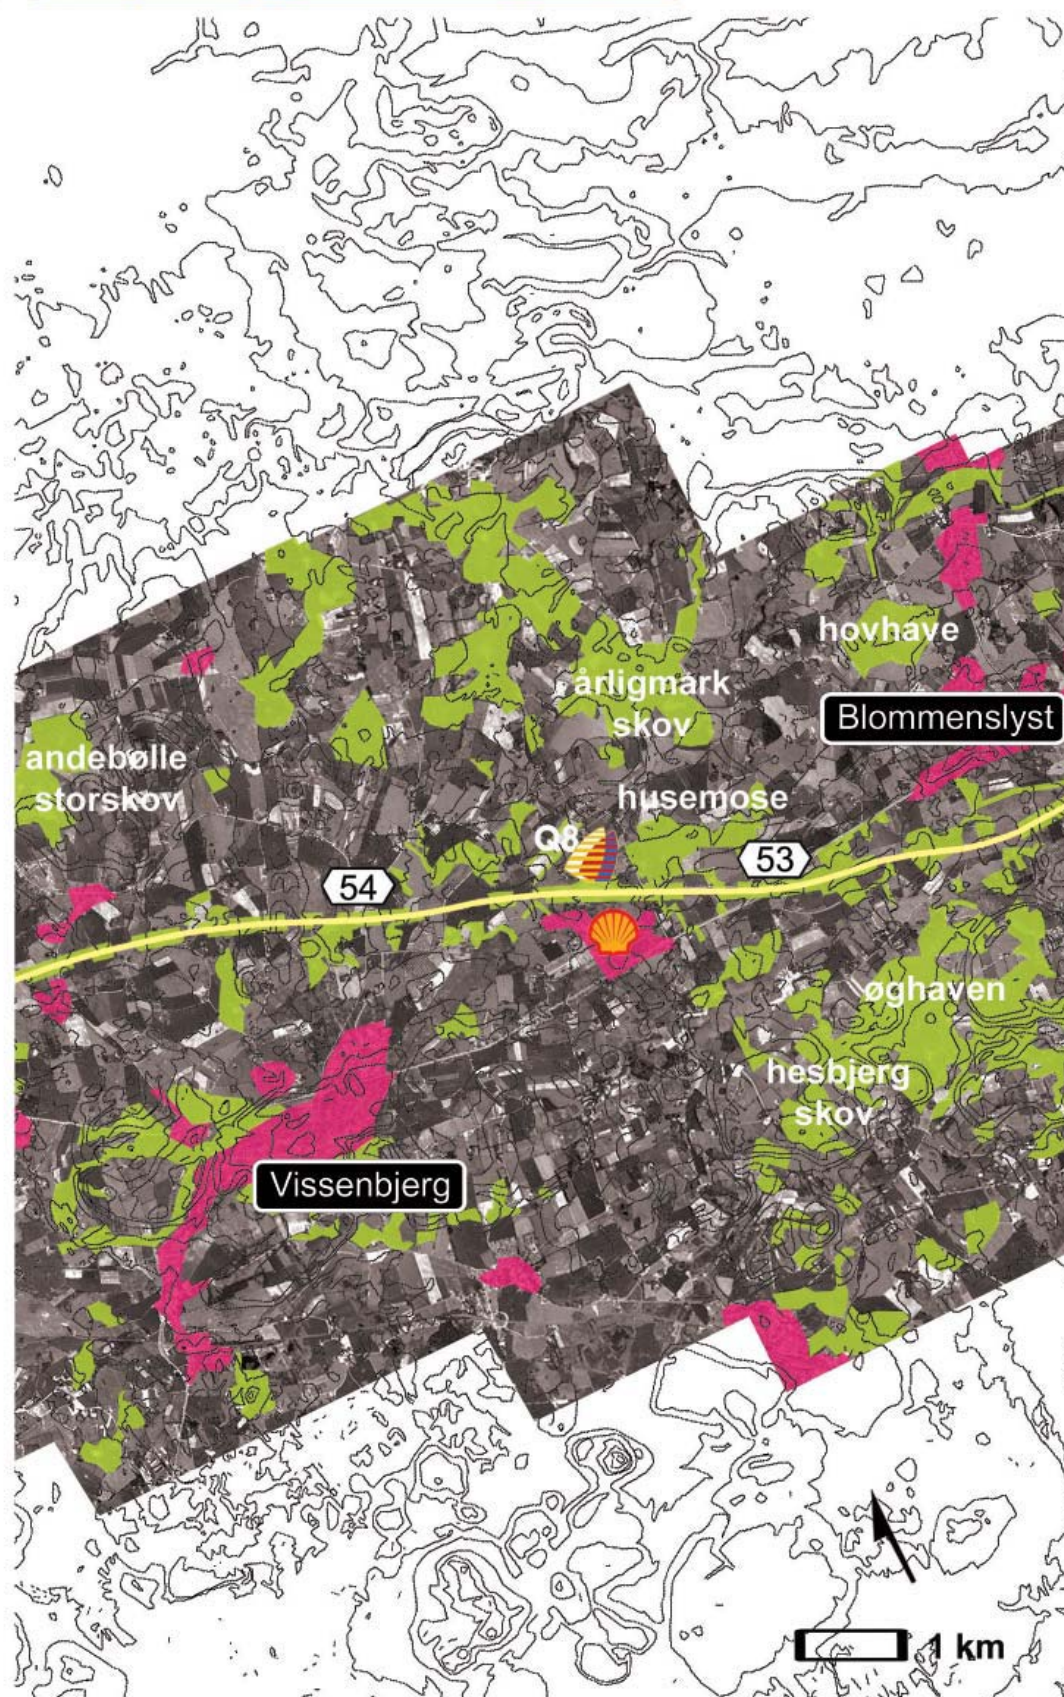 hovhave
årligmark
skov
Blommenslyst
andebølle
storskov
husemose
Q8
53
54
øghaven
hesbjerg
skov
Vissenbjerg
1 km